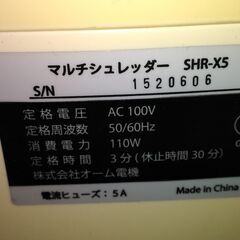 マルチシュレッダー SHR-X5
S/N 1520606
定格電圧 AC 100V
定格周波数 50/60Hz
消費電力 110W
定格時間 3分(休止時間30分)
株式会社オーム電機
電流ヒューズ:5A
Made in China